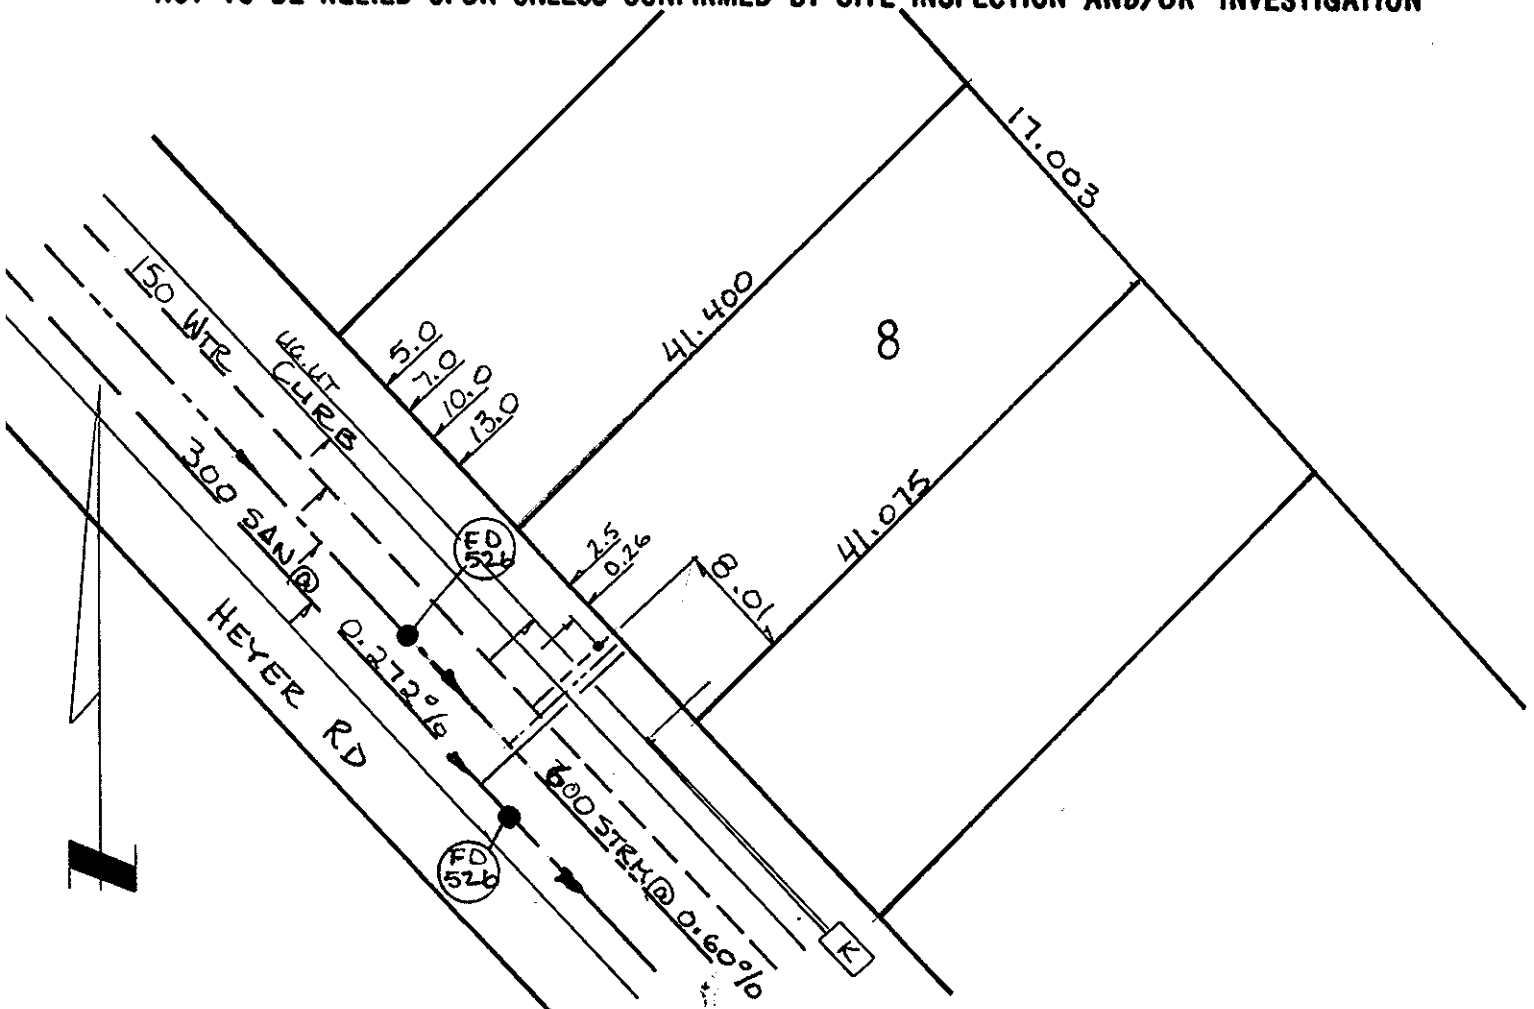 NOT TO BE RELIED UPON UNLESS CONFIRMED BY SITE INSPECTION AND/OR INVESTIGATION
17.003
150 WTR
UG.UT
CURB
5.0
7.0
10.0
13.0
41.400
8
300 SAN@
0.272%
FD
526
2.5
0.26
8.01
41.075
HEYER RD
600 STRM@ 0.60%
FD
526
K